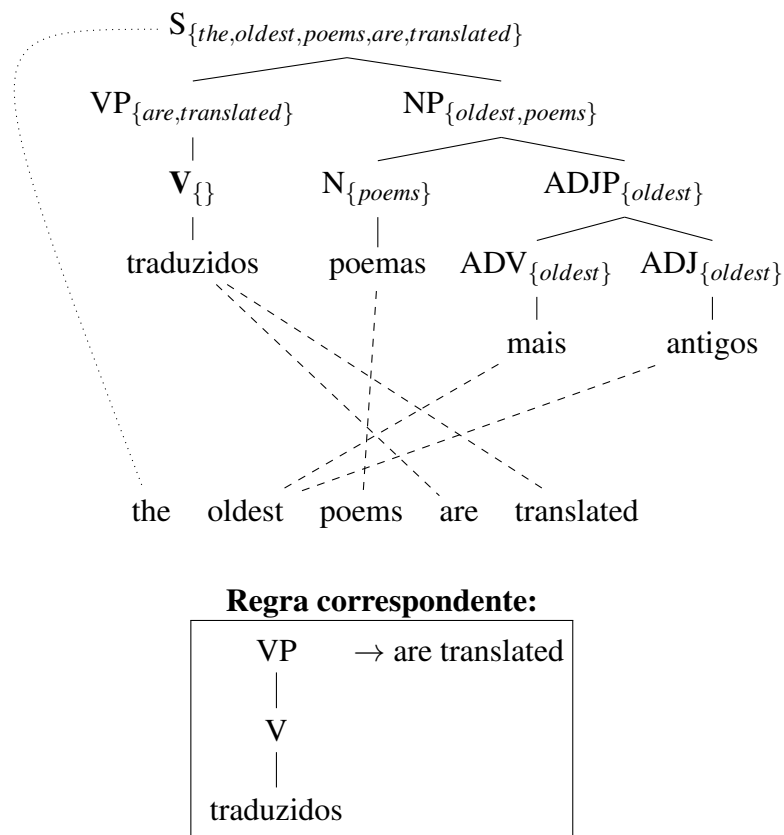 S{the,oldest,poems,are,translated}
VP{are,translated} NP{oldest,poems}
V{} N{poems} ADJP{oldest}
traduzidos poemas ADV{oldest} ADJ{oldest}
mais antigos
the oldest poems are translated
Regra correspondente:
VP → are translated
V
traduzidos